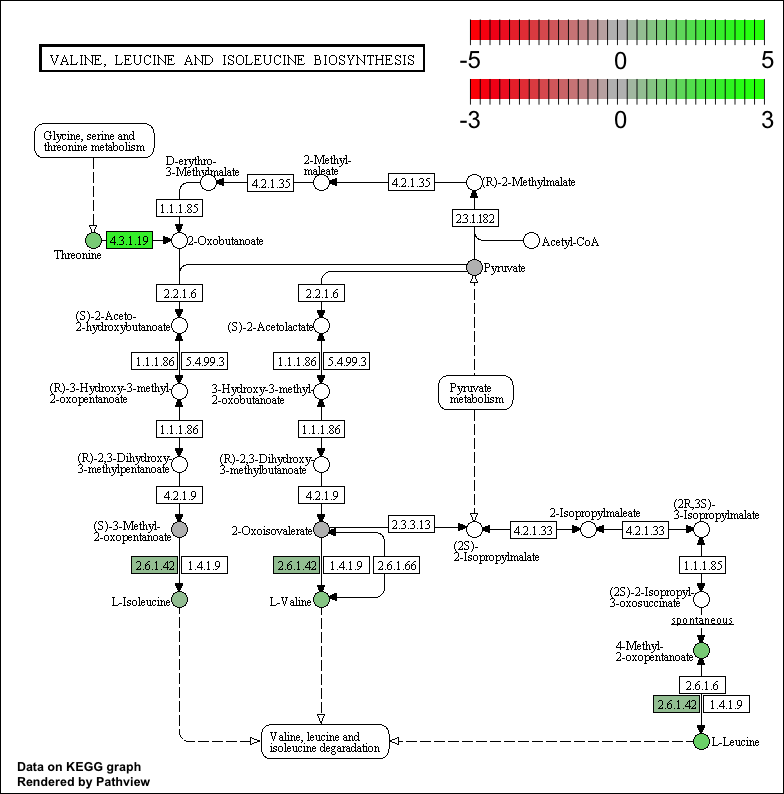 VALINE, LEUCINE AND ISOLEUCINE BIOSYNTHESIS
-5 0 5
-3 0 3
Glycine, serine and
threonine metabolism
D-erythro-
3-Methylmalate
2-Methyl-
maleate
4.2.1.35
4.2.1.35
(R)-2-Methylmalate
1.1.1.85
2.3.1.182
4.3.1.19
2-Oxobutanoate
Acetyl-CoA
Threonine
Pyruvate
2.2.1.6
2.2.1.6
(S)-2-Aceto-
2-hydroxybutanoate
(S)-2-Acetolactate
1.1.1.86
5.4.99.3
1.1.1.86
5.4.99.3
(R)-3-Hydroxy-3-methyl-
2-oxopentanoate
3-Hydroxy-3-methyl-
2-oxobutanoate
Pyruvate
metabolism
1.1.1.86
1.1.1.86
(R)-2,3-Dihydroxy-
3-methylpentanoate
(R)-2,3-Dihydroxy-
3-methylbutanoate
4.2.1.9
4.2.1.9
(S)-3-Methyl-
2-oxopentanoate
2-Oxoisovalerate
2.3.3.13
(2S)-
2-Isopropylmalate
4.2.1.33
2-Isopropylmaleate
4.2.1.33
(2R,3S)-
3-Isopropylmalate
2.6.1.42
1.4.1.9
2.6.1.42
1.4.1.9
2.6.1.66
1.1.1.85
L-Isoleucine
L-Valine
(2S)-2-Isopropyl-
3-oxosuccinate
spontaneous
4-Methyl-
2-oxopentanoate
2.6.1.6
2.6.1.42
1.4.1.9
Valine, leucine and
isoleucine degradation
L-Leucine
Data on KEGG graph
Rendered by Pathview